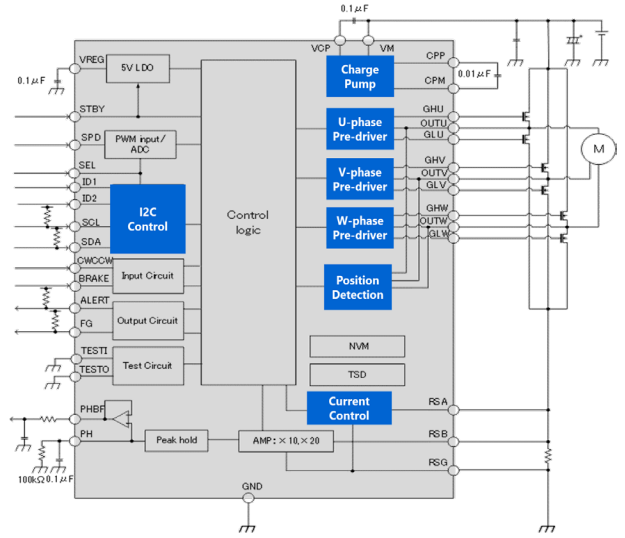 0.1μF
VCP
VM
VREG
5V LDO
0.1μF
Charge
Pump
CPP
CPM
0.01μF
STBY
SPD
PWM input/
ADC
SEL
ID1
ID2
I2C
Control
SCL
SDA
Control
logic
U-phase
Pre-driver
GHU
OUTU
GLU
M
V-phase
Pre-driver
GHV
OUTV
GLV
W-phase
Pre-driver
GHW
OUTW
GLW
CWCCW
BRAKE
Input Circuit
Position
Detection
ALERT
FG
Output Circuit
TESTI
TESTO
Test Circuit
NVM
TSD
Current
Control
RSA
PHBF
PH
Peak hold
AMP: ×10,×20
RSB
RSG
100kΩ 0.1μF
GND